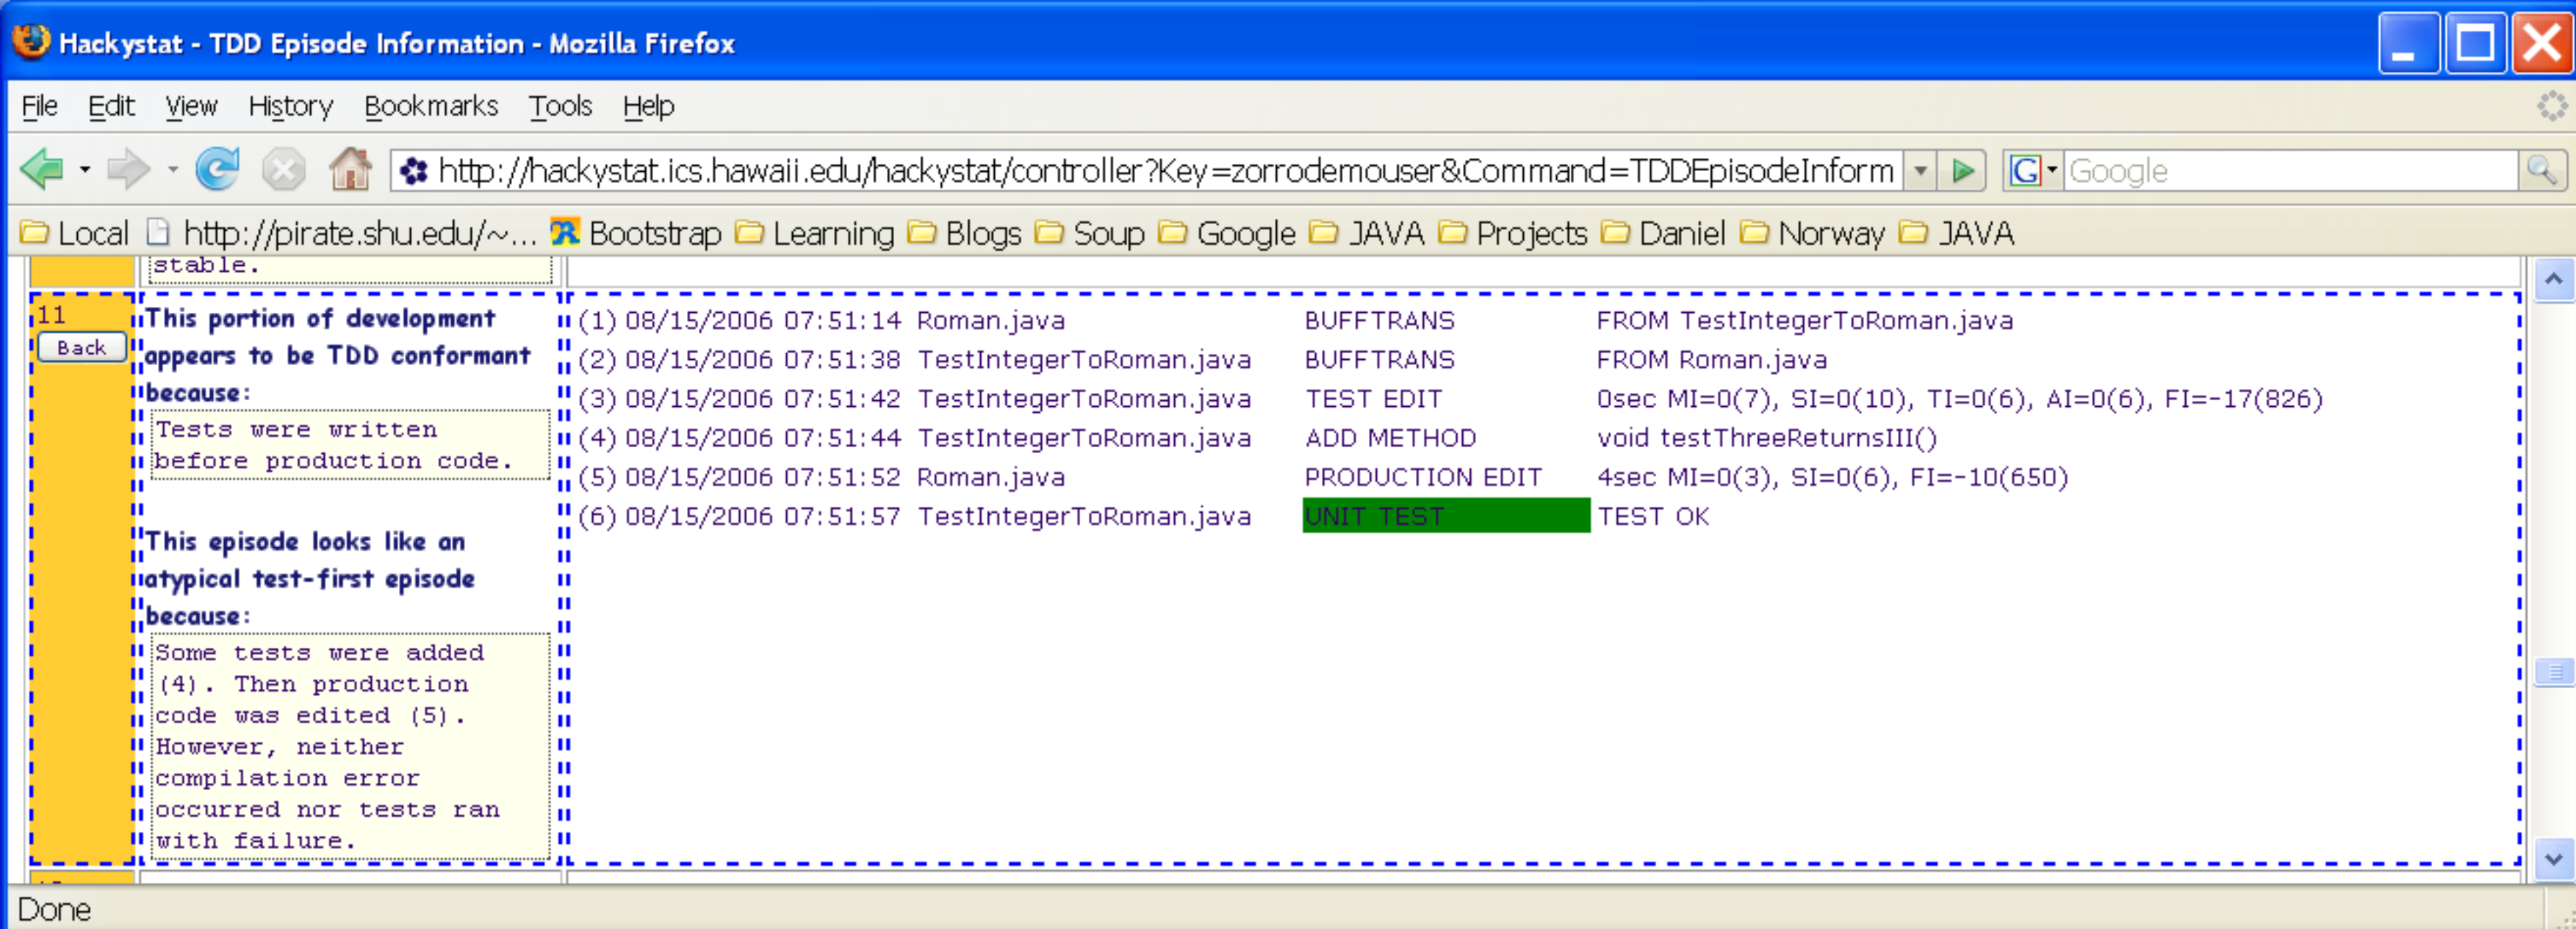 Hackystat - TDD Episode Information - Mozilla Firefox
File Edit View History Bookmarks Tools Help
http://hackystat.ics.hawaii.edu/hackystat/controller?Key=zorrodemouser&Command=TDDEpisodeInform
G Google
Local http://pirate.shu.edu/~... Bootstrap Learning Blogs Soup Google JAVA Projects Daniel Norway JAVA
stable.
11
Back
This portion of development
appears to be TDD conformant
because:
Tests were written
before production code.
This episode looks like an
atypical test-first episode
because:
Some tests were added
(4). Then production
code was edited (5).
However, neither
compilation error
occurred nor tests ran
with failure.
(1) 08/15/2006 07:51:14 Roman.java BUFFTRANS FROM TestIntegerToRoman.java
(2) 08/15/2006 07:51:38 TestIntegerToRoman.java BUFFTRANS FROM Roman.java
(3) 08/15/2006 07:51:42 TestIntegerToRoman.java TEST EDIT 0sec MI=0(7), SI=0(10), TI=0(6), AI=0(6), FI=-17(826)
(4) 08/15/2006 07:51:44 TestIntegerToRoman.java ADD METHOD void testThreeReturnsIII()
(5) 08/15/2006 07:51:52 Roman.java PRODUCTION EDIT 4sec MI=0(3), SI=0(6), FI=-10(650)
(6) 08/15/2006 07:51:57 TestIntegerToRoman.java UNIT TEST TEST OK
Done